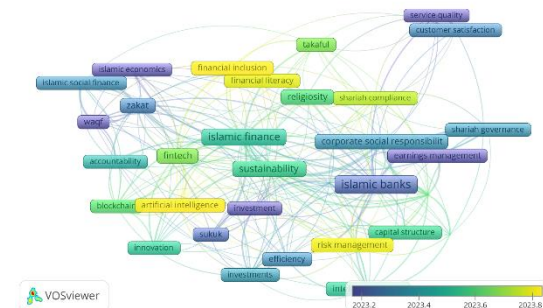 service quality
customer satisfaction
takaful
islamic economics
financial inclusion
islamic social finance
financial literacy
zakat
religiosity
shariah compliance
waqf
islamic finance
corporate social responsibilit
shariah governance
fintech
earnings management
accountability
sustainability
islamic banks
blockchain
artificial intelligence
investment
sukuk
capital structure
innovation
risk management
efficiency
investments
VOSviewer
2023.2 2023.4 2023.6 2023.8